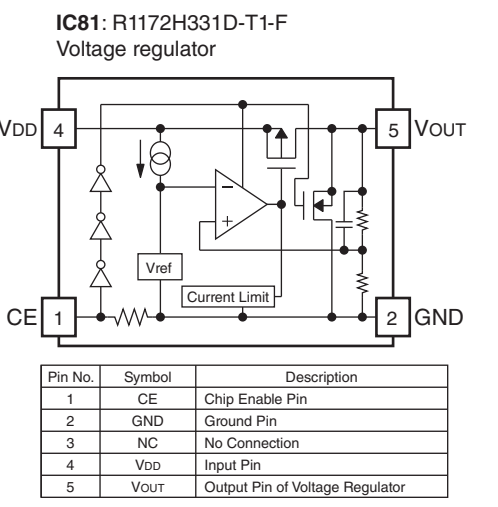 IC81: R1172H331D-T1-F
Voltage regulator
VDD 4
5 VOUT
−
+
Vref
Current Limit
CE 1
2 GND
Pin No. Symbol Description
1 CE Chip Enable Pin
2 GND Ground Pin
3 NC No Connection
4 VDD Input Pin
5 VOUT Output Pin of Voltage Regulator